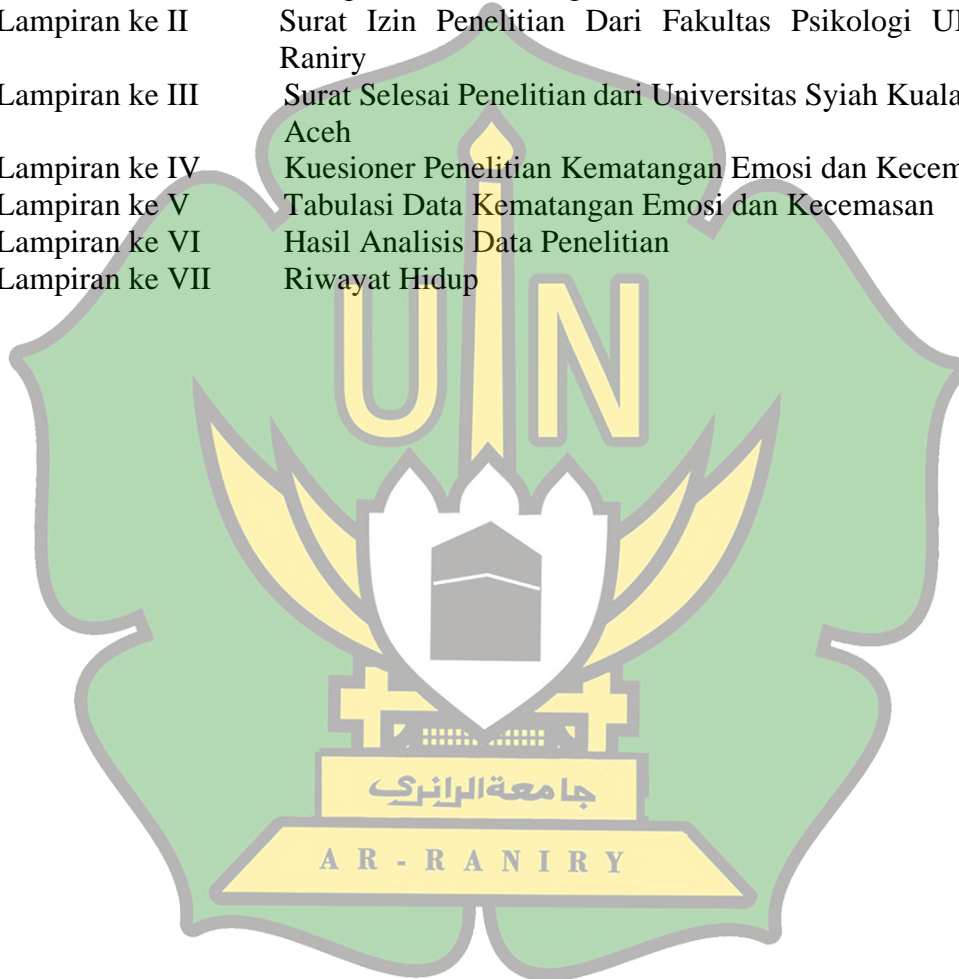 Lampiran ke II Surat Izin Penelitian Dari Fakultas Psikologi
Raniry
Lampiran ke III Surat Selesai Penelitian dari Universitas Syiah Kuala
Aceh
Lampiran ke IV Kuesioner Penelitian Kematangan Emosi dan
Lampiran ke V Tabulasi Data Kematangan Emosi dan Kecemasan
Lampiran ke VI Hasil Analisis Data Penelitian
Lampiran ke VII Riwayat Hidup
UIN
جامعة الرانري
AR-RANIRY